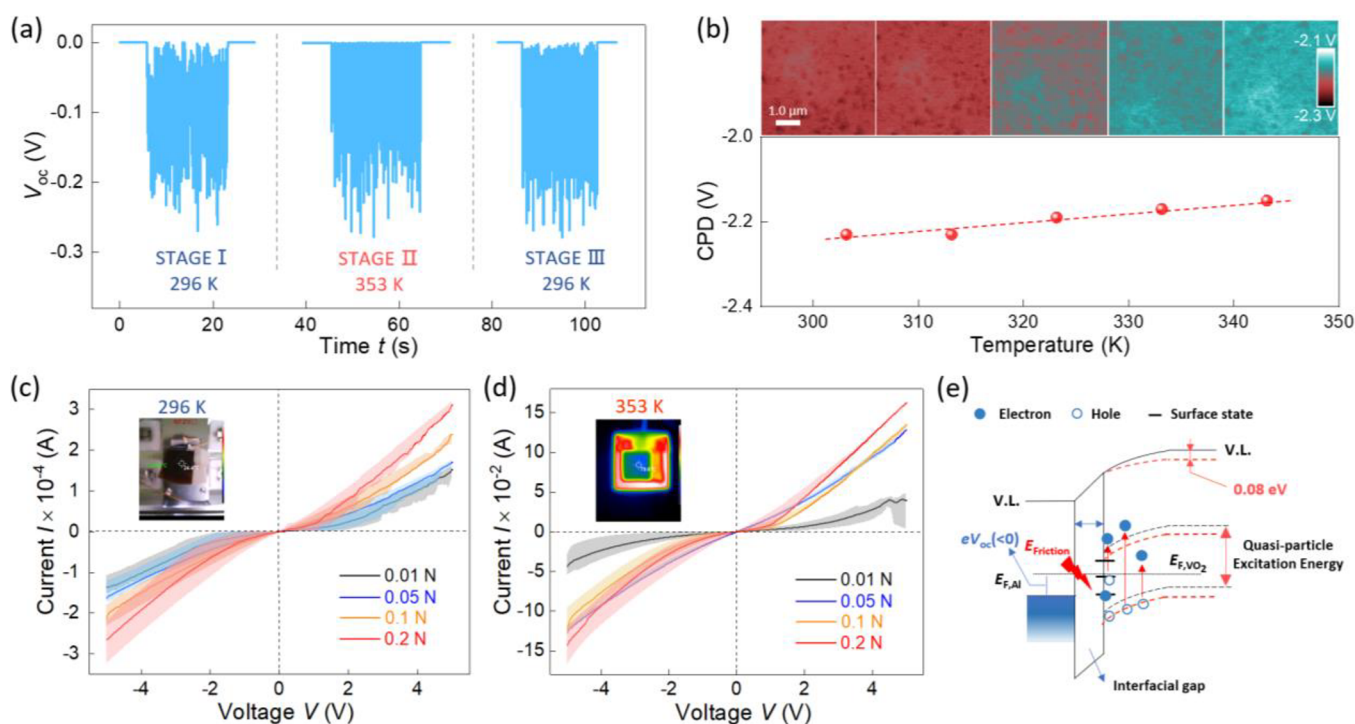 (a)
0.0
-0.1
-0.2
-0.3
Voc (V)
STAGE I
296 K
STAGE II
353 K
STAGE III
296 K
0
20
40
60
80
100
Time t (s)
(b)
1.0 μm
-2.1 V
-2.3 V
-2.0
-2.2
-2.4
CPD (V)
300
310
320
330
340
350
Temperature (K)
(c)
296 K
3
2
1
0
-1
-2
-3
Current I × 10⁻⁴ (A)
0.01 N
0.05 N
0.1 N
0.2 N
-4
-2
0
2
4
Voltage V (V)
(d)
353 K
15
10
5
0
-5
-10
-15
Current I × 10⁻² (A)
0.01 N
0.05 N
0.1 N
0.2 N
-4
-2
0
2
4
Voltage V (V)
(e)
Electron
Hole
Surface state
V.L.
V.L.
0.08 eV
eVoc(<0)
EFriction
EF,Al
EF,VO2
Quasi-particle
Excitation Energy
Interfacial gap